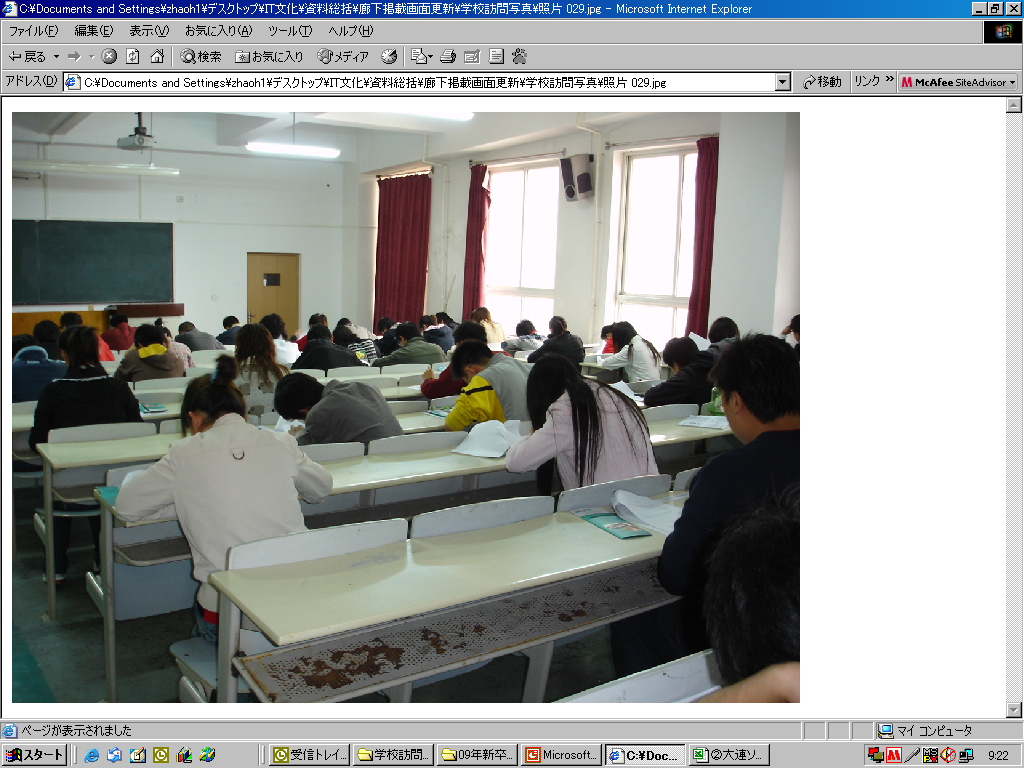 C:¥Documents and Settings¥zhaoh1¥デスクトップ¥IT文化¥資料総括¥廊下掲載画面更新¥学校訪問写真¥照片 029.jpg - Microsoft Internet Explorer
ファイル(F) 編集(E) 表示(V) お気に入り(A) ツール(T) ヘルプ(H)
戻る 検索 お気に入り メディア
アドレス(D) C:¥Documents and Settings¥zhaoh1¥デスクトップ¥IT文化¥資料総括¥廊下掲載画面更新¥学校訪問写真¥照片 029.jpg 移動 リンク » McAfee SiteAdvisor
ページが表示されました マイ コンピュータ
スタート 受信トレイ... 学校訪問... 09年新卒... Microsoft... C:¥Doc... ②大連ソ... 9:22